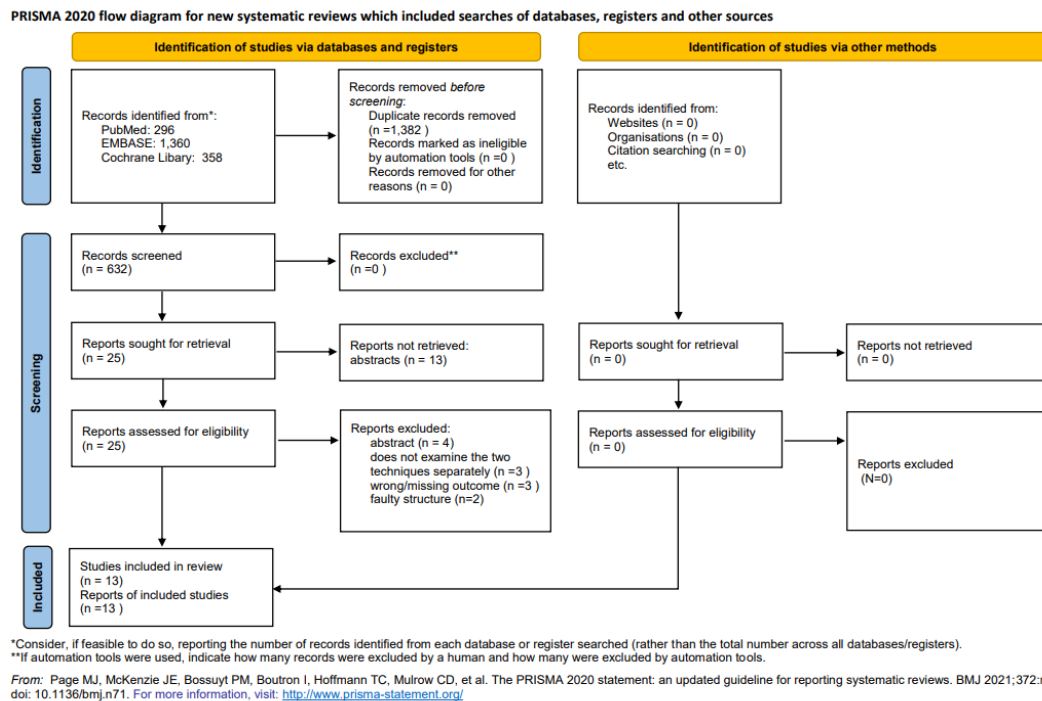 PRISMA 2020 flow diagram for new systematic reviews which included searches of databases, registers and other sources
Identification of studies via databases and registers
Identification of studies via other methods
Identification
Records identified from*:
PubMed: 296
EMBASE: 1,360
Cochrane Libary: 358
Records removed before
screening:
Duplicate records removed
(n =1,382 )
Records marked as ineligible
by automation tools (n =0 )
Records removed for other
reasons (n = 0)
Records identified from:
Websites (n = 0)
Organisations (n = 0)
Citation searching (n = 0)
etc.
Screening
Records screened
(n = 632)
Records excluded**
(n =0 )
Reports sought for retrieval
(n = 25)
Reports not retrieved:
abstracts (n = 13)
Reports sought for retrieval
(n = 0)
Reports not retrieved
(n = 0)
Reports assessed for eligibility
(n = 25)
Reports excluded:
abstract (n = 4)
does not examine the two
techniques separately (n =3 )
wrong/missing outcome (n =3 )
faulty structure (n=2)
Reports assessed for eligibility
(n = 0)
Reports excluded
(N=0)
Included
Studies included in review
(n = 13)
Reports of included studies
(n =13 )
*Consider, if feasible to do so, reporting the number of records identified from each database or register searched (rather than the total number across all databases/registers).
**If automation tools were used, indicate how many records were excluded by a human and how many were excluded by automation tools.
From: Page MJ, McKenzie JE, Bossuyt PM, Boutron I, Hoffmann TC, Mulrow CD, et al. The PRISMA 2020 statement: an updated guideline for reporting systematic reviews. BMJ 2021;372:
doi: 10.1136/bmj.n71. For more information, visit: http://www.prisma-statement.org/